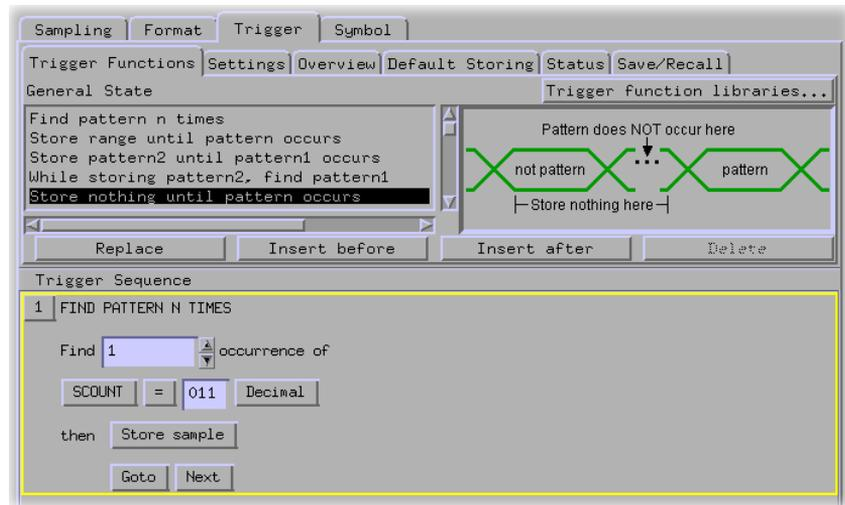 Sampling Format Trigger Symbol
Trigger Functions Settings Overview Default Storing Status Save/Recall
General State Trigger function libraries...
Find pattern n times
Store range until pattern occurs
Store pattern2 until pattern1 occurs
While storing pattern2, find pattern1
Store nothing until pattern occurs
Pattern does NOT occur here
...
not pattern pattern
Store nothing here
Replace Insert before Insert after Delete
Trigger Sequence
1 FIND PATTERN N TIMES
Find 1 occurrence of
SCOUNT = 011 Decimal
then Store sample
Goto Next